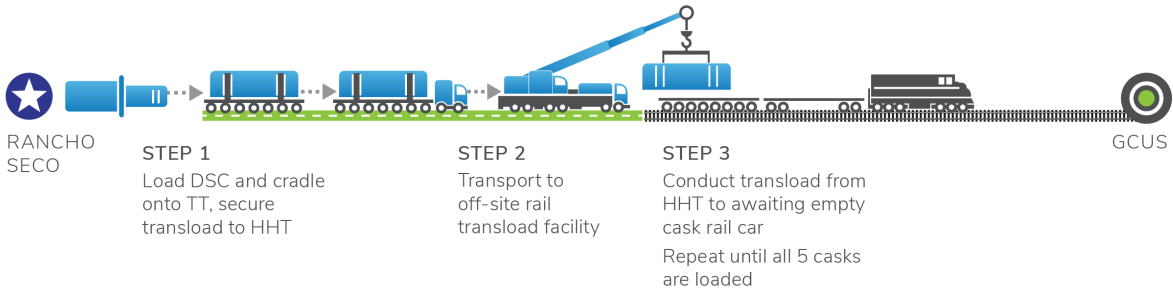 RANCHO
SECO
STEP 1
Load DSC and cradle
onto TT, secure
transload to HHT
STEP 2
Transport to
off-site rail
transload facility
STEP 3
Conduct transload from
HHT to awaiting empty
cask rail car
Repeat until all 5 casks
are loaded
GCUS